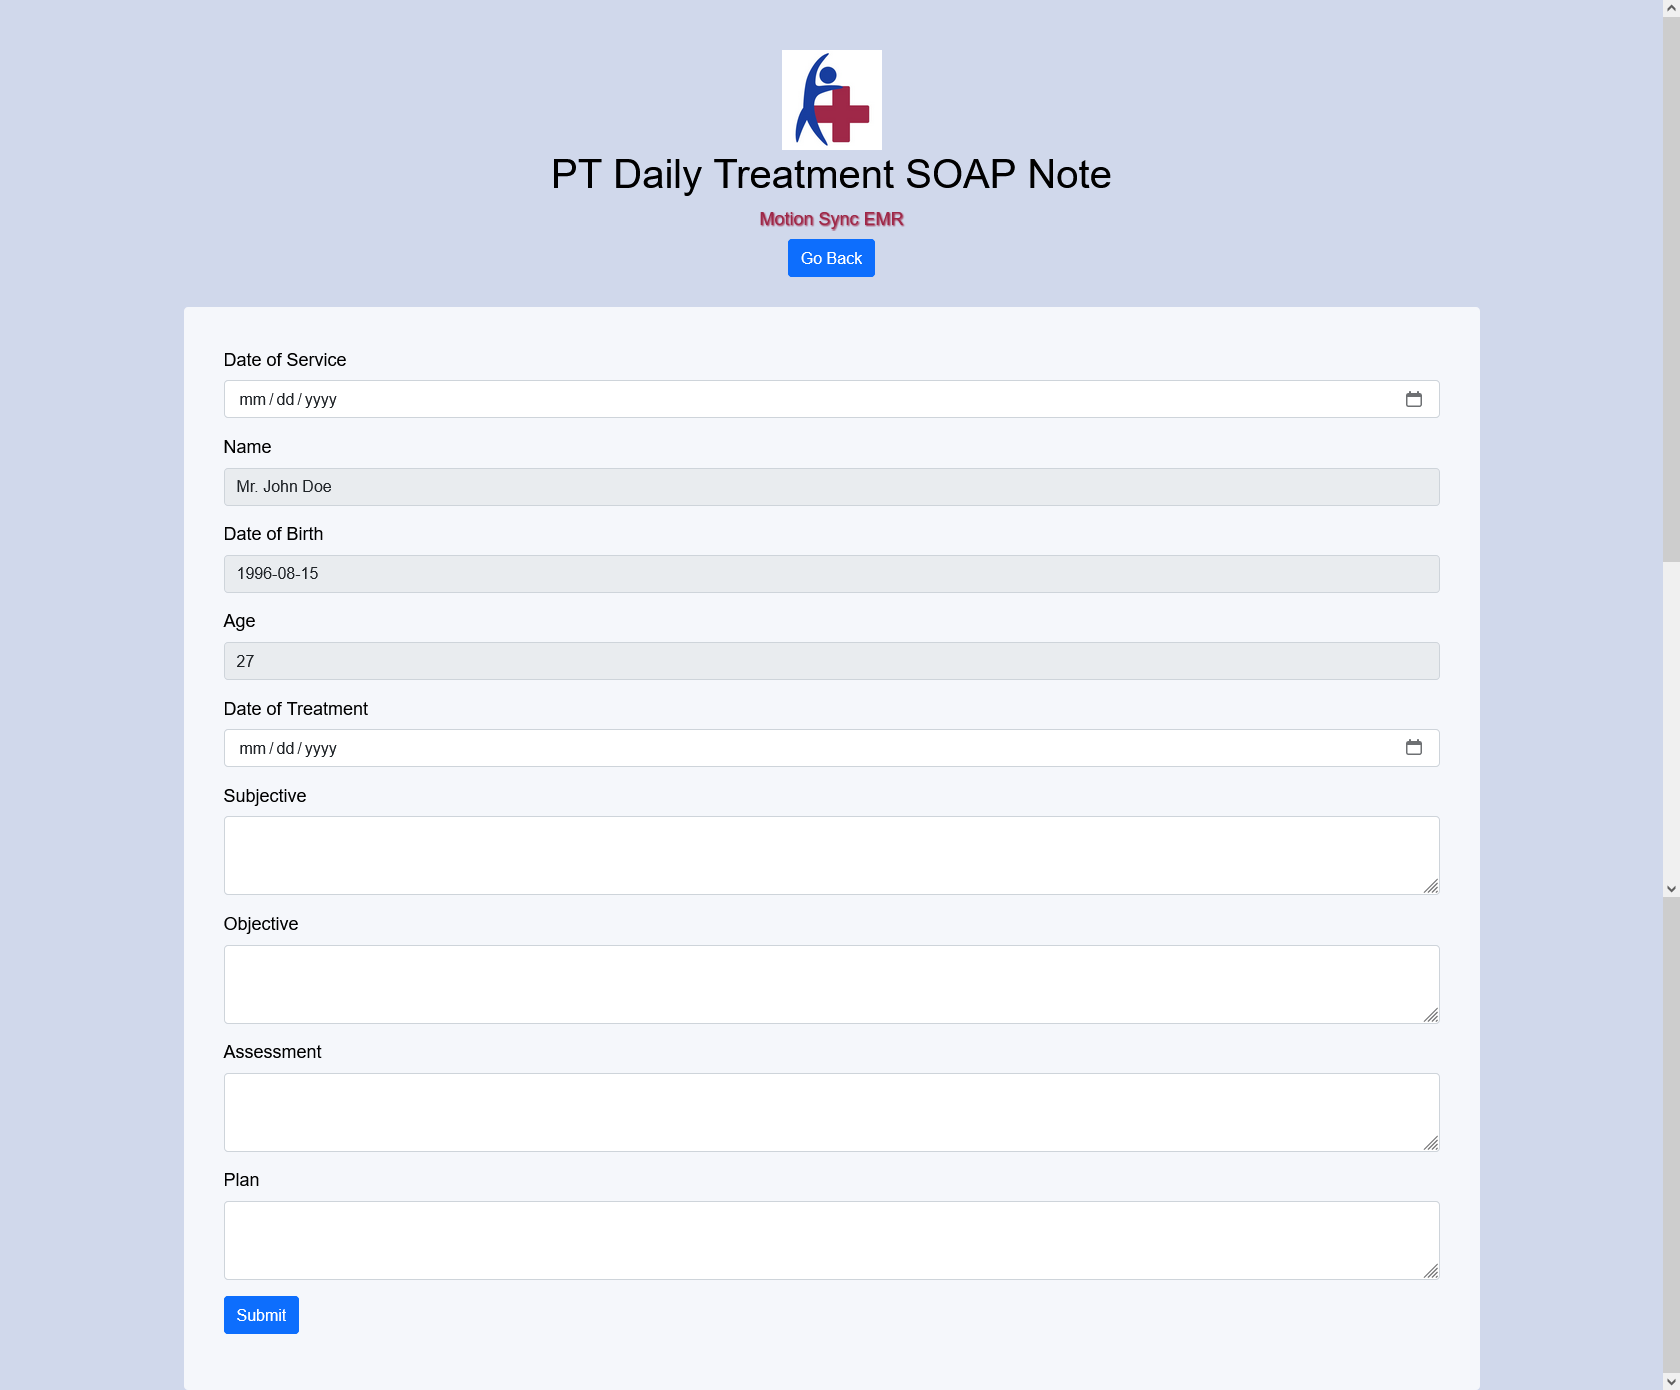 PT Daily Treatment SOAP Note
Motion Sync EMR
Go Back
Date of Service
mm / dd / yyyy
Name
Mr. John Doe
Date of Birth
1996-08-15
Age
27
Date of Treatment
mm / dd / yyyy
Subjective
Objective
Assessment
Plan
Submit